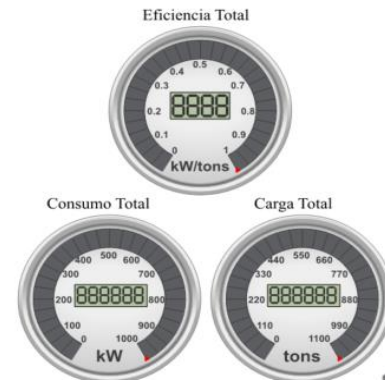 Eficiencia Total
0 0.1 0.2 0.3 0.4 0.5 0.6 0.7 0.8 0.9 1
8888
kW/tons
Consumo Total
0 100 200 300 400 500 600 700 800 900 1000
888888
kW
Carga Total
0 110 220 330 440 550 660 770 880 990 1100
888888
tons